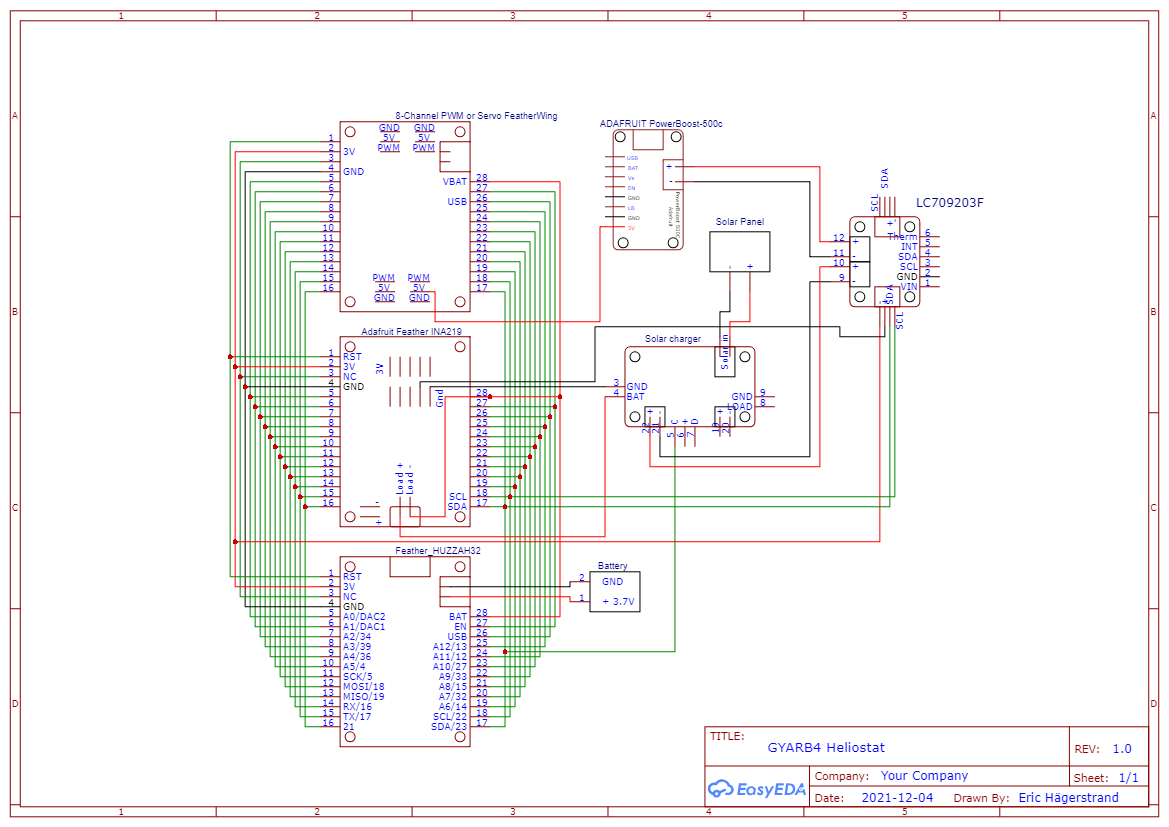 1 2 3 4 5
A
B
C
D
A
B
C
D
8-Channel PWM or Servo FeatherWing
GND GND
5V 5V
PWM PWM
1
2 3V
3
4 GND
5
6
7
8
9
10
11
12
13
14
15
16
VBAT 28
27
USB 26
25
24
23
22
21
20
19
18
17
PWM PWM
5V 5V
GND GND
ADAFRUIT PowerBoost-500c
USB
BAT
Vs
EN
GND
LB
GND
5V
+
-
PowerBoost 500C
Adafruit
Solar Panel
- +
LC709203F
SCL
SDA
+ -
12 +
11 -
10 +
9 -
Therm 6
INT 5
SDA 4
SCL 3
GND 2
VIN 1
SDA
SCL
Adafruit Feather INA219
1 RST
2 3V
3 NC
4 GND
5
6
7
8
9
10
11
12
13
14
15
16
3V
Gnd
28
27
26
25
24
23
22
21
20
19
SCL 18
SDA 17
Load +
Load -
-
+
Solar charger
Solar in
3 GND
4 BAT
GND 9
LOAD 8
+ -
C + D
+ -
5
6
7
Feather_HUZZAH32
1 RST
2 3V
3 NC
4 GND
5 A0/DAC2
6 A1/DAC1
7 A2/34
8 A3/39
9 A4/36
10 A5/4
11 SCK/5
12 MOSI/18
13 MISO/19
14 RX/16
15 TX/17
16 21
BAT 28
EN 27
USB 26
A12/13 25
A11/12 24
A10/27 23
A9/33 22
A8/15 21
A7/32 20
A6/14 19
SCL/22 18
SDA/23 17
Battery
2 GND
1 + 3.7V
TITLE:
GYARB4 Heliostat
REV: 1.0
EasyEDA
Company: Your Company
Sheet: 1/1
Date: 2021-12-04 Drawn By: Eric Hägerstrand
1 2 3 4 5